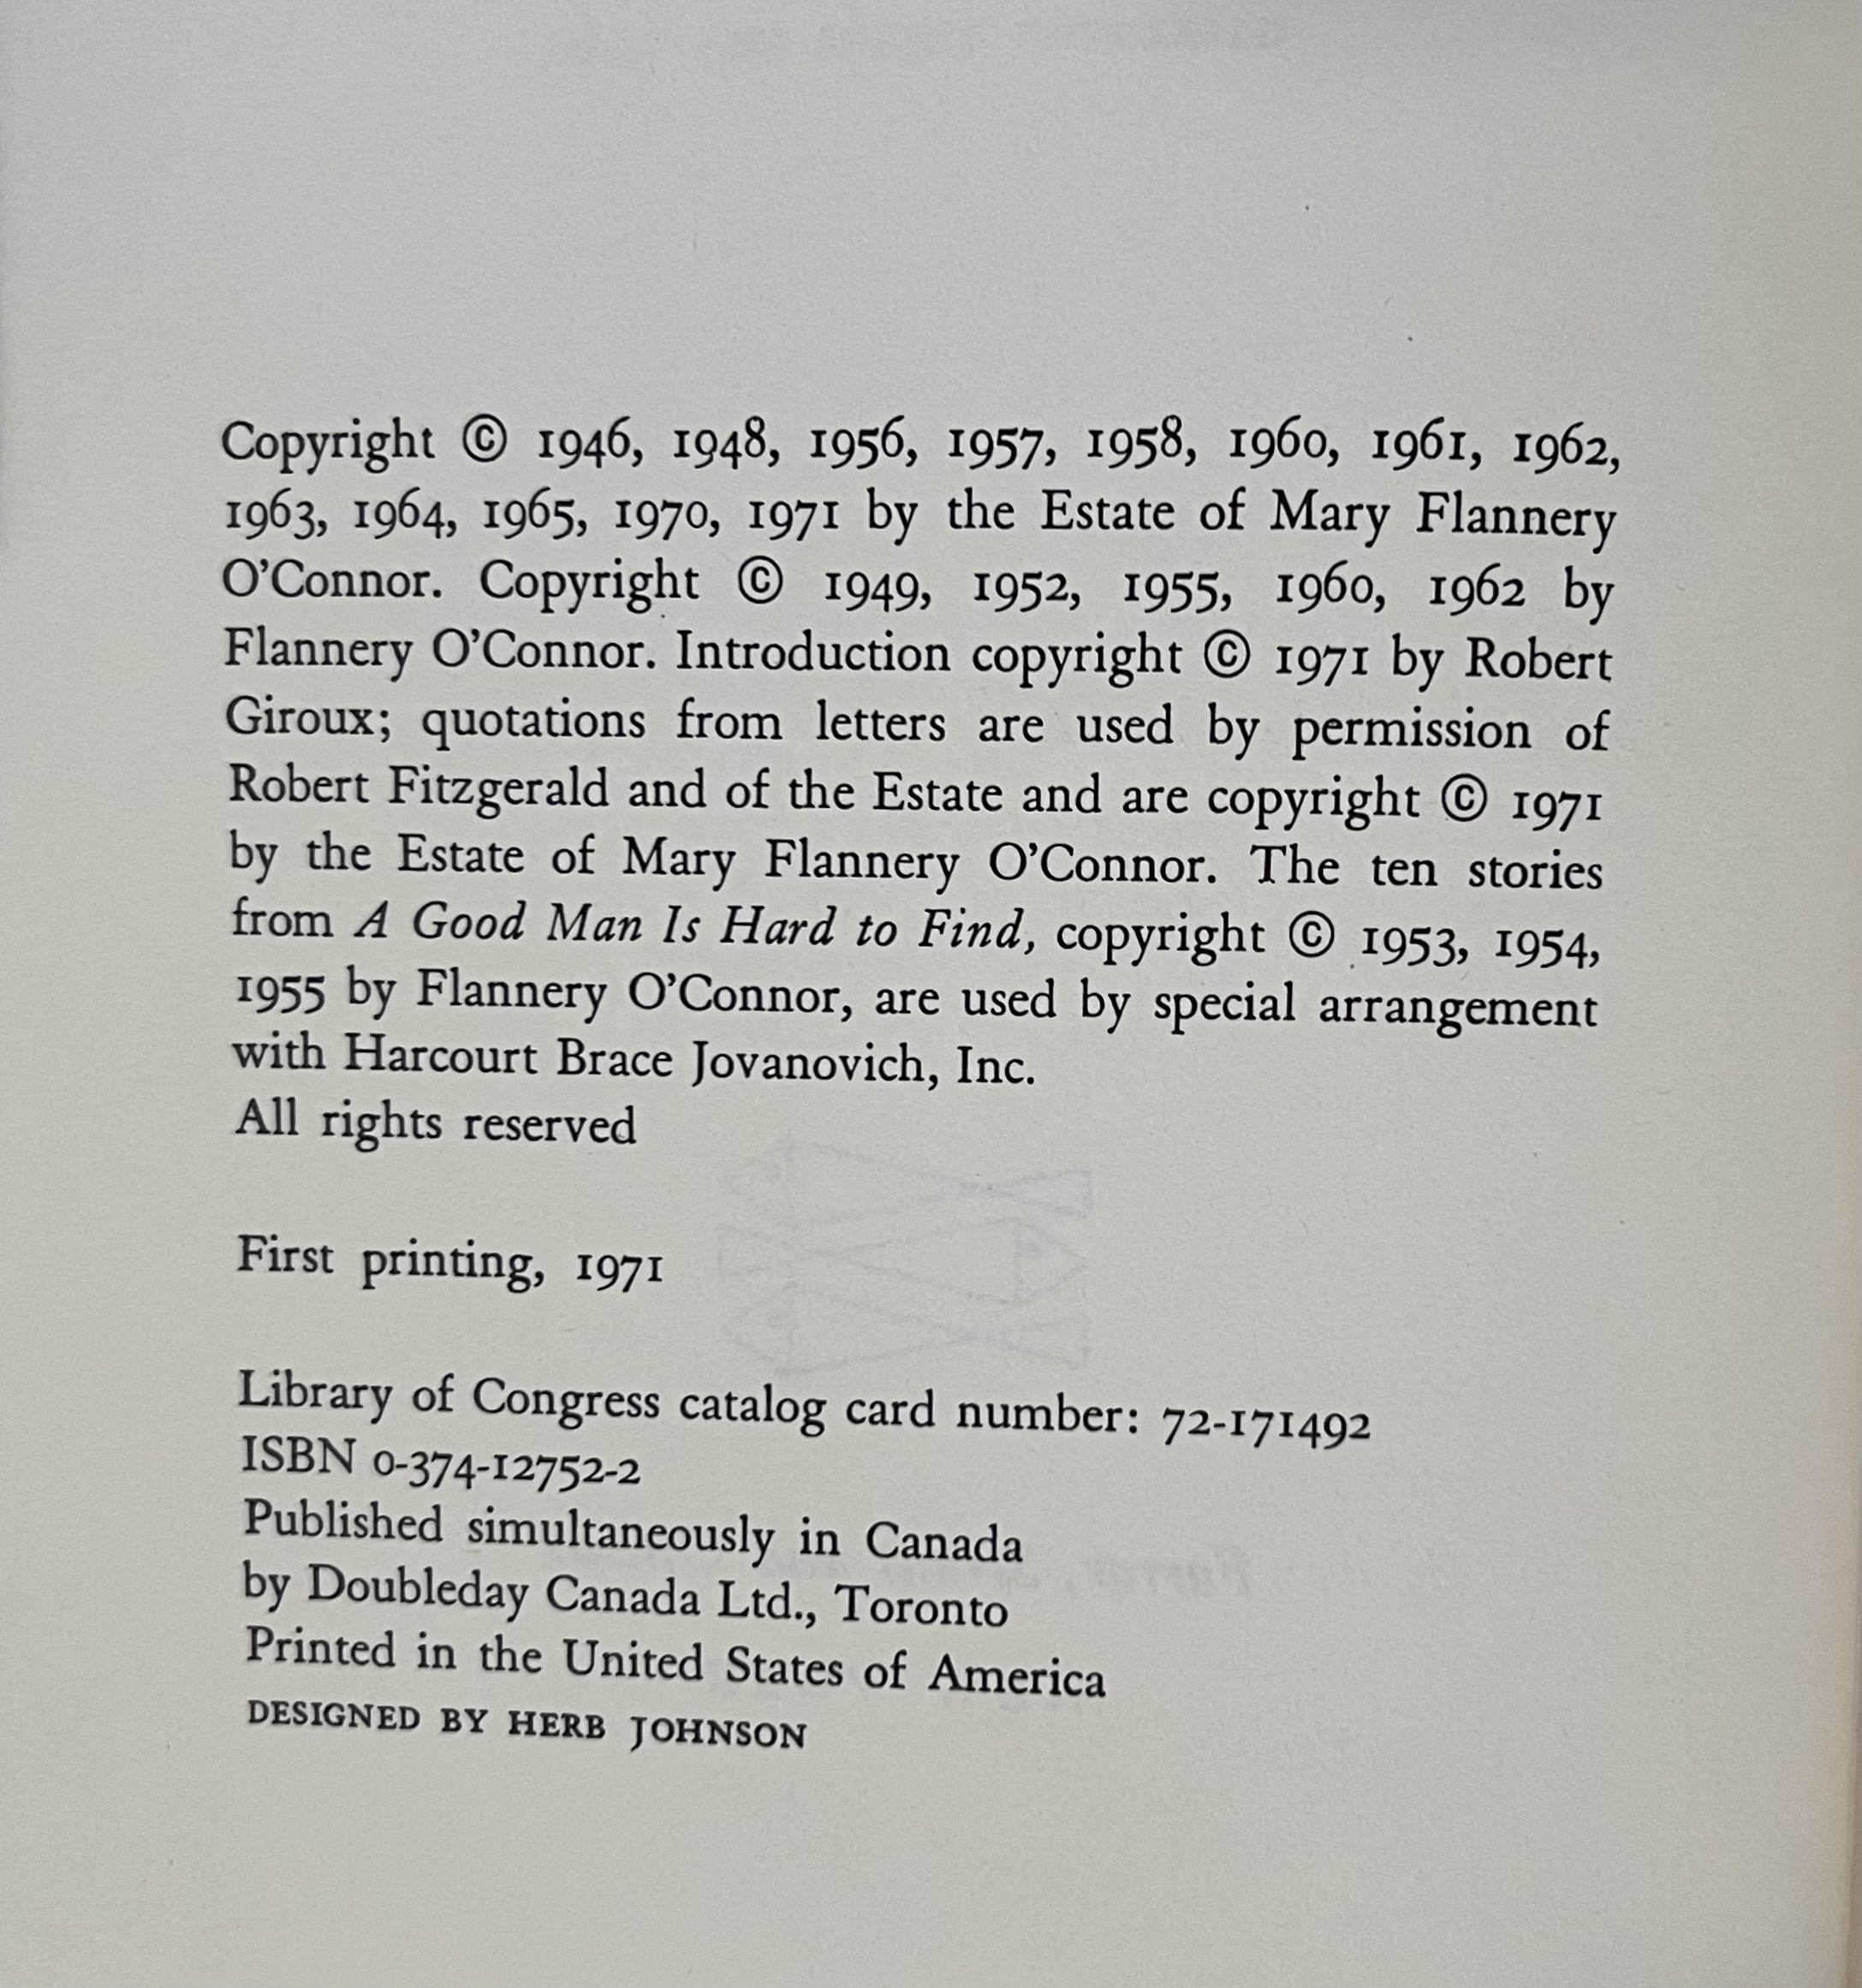 Copyright © 1946, 1948, 1956, 1957, 1958, 1960, 1961, 1962,
1963, 1964, 1965, 1970, 1971 by the Estate of Mary Flannery
O'Connor. Copyright © 1949, 1952, 1955, 1960, 1962 by
Flannery O'Connor. Introduction copyright © 1971 by Robert
Giroux; quotations from letters are used by permission of
Robert Fitzgerald and of the Estate and are copyright © 1971
by the Estate of Mary Flannery O'Connor. The ten stories
from A Good Man Is Hard to Find, copyright © 1953, 1954,
1955 by Flannery O'Connor, are used by special arrangement
with Harcourt Brace Jovanovich, Inc.
All rights reserved
First printing, 1971
Library of Congress catalog card number: 72-171492
ISBN 0-374-12752-2
Published simultaneously in Canada
by Doubleday Canada Ltd., Toronto
Printed in the United States of America
DESIGNED BY HERB JOHNSON